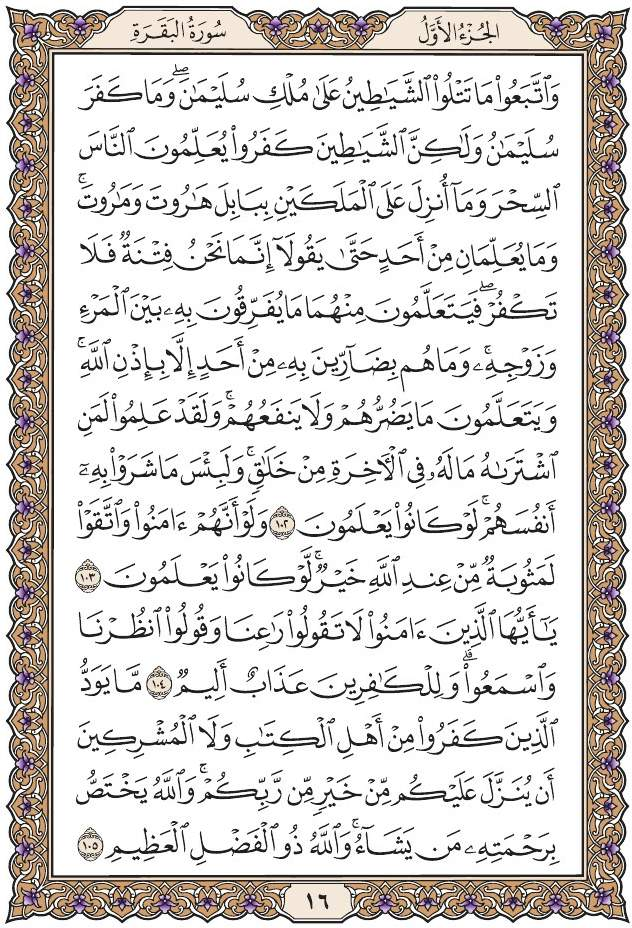 الجُزْءُ الأَوَّلُ
سُورَةُ البَقَرَةِ
وَٱتَّبَعُوا۟ مَا تَتْلُوا۟ ٱلشَّيَـٰطِينُ عَلَىٰ مُلْكِ سُلَيْمَـٰنَۖ وَمَا كَفَرَ
سُلَيْمَـٰنُ وَلَـٰكِنَّ ٱلشَّيَـٰطِينَ كَفَرُوا۟ يُعَلِّمُونَ ٱلنَّاسَ
ٱلسِّحْرَ وَمَآ أُنزِلَ عَلَى ٱلْمَلَكَيْنِ بِبَابِلَ هَـٰرُوتَ وَمَـٰرُوتَۚ
وَمَا يُعَلِّمَانِ مِنْ أَحَدٍ حَتَّىٰ يَقُولَآ إِنَّمَا نَحْنُ فِتْنَةٌ فَلَا
تَكْفُرْۖ فَيَتَعَلَّمُونَ مِنْهُمَا مَا يُفَرِّقُونَ بِهِۦ بَيْنَ ٱلْمَرْءِ
وَزَوْجِهِۦۚ وَمَا هُم بِضَآرِّينَ بِهِۦ مِنْ أَحَدٍ إِلَّا بِإِذْنِ ٱللَّهِۚ
وَيَتَعَلَّمُونَ مَا يَضُرُّهُمْ وَلَا يَنفَعُهُمْۚ وَلَقَدْ عَلِمُوا۟ لَمَنِ
ٱشْتَرَىٰهُ مَا لَهُۥ فِى ٱلْـَٔاخِرَةِ مِنْ خَلَـٰقٍۚ وَلَبِئْسَ مَا شَرَوْا۟ بِهِۦٓ
أَنفُسَهُمْۚ لَوْ كَانُوا۟ يَعْلَمُونَ ١٠٢ وَلَوْ أَنَّهُمْ ءَامَنُوا۟ وَٱتَّقَوْا۟
لَمَثُوبَةٌ مِّنْ عِندِ ٱللَّهِ خَيْرٌۚ لَّوْ كَانُوا۟ يَعْلَمُونَ ١٠٣
يَـٰٓأَيُّهَا ٱلَّذِينَ ءَامَنُوا۟ لَا تَقُولُوا۟ رَٰعِنَا وَقُولُوا۟ ٱنظُرْنَا
وَٱسْمَعُوا۟ۗ وَلِلْكَـٰفِرِينَ عَذَابٌ أَلِيمٌ ١٠٤ مَّا يَوَدُّ
ٱلَّذِينَ كَفَرُوا۟ مِنْ أَهْلِ ٱلْكِتَـٰبِ وَلَا ٱلْمُشْرِكِينَ
أَن يُنَزَّلَ عَلَيْكُم مِّنْ خَيْرٍ مِّن رَّبِّكُمْۚ وَٱللَّهُ يَخْتَصُّ
بِرَحْمَتِهِۦ مَن يَشَآءُۚ وَٱللَّهُ ذُو ٱلْفَضْلِ ٱلْعَظِيمِ ١٠٥
١٦